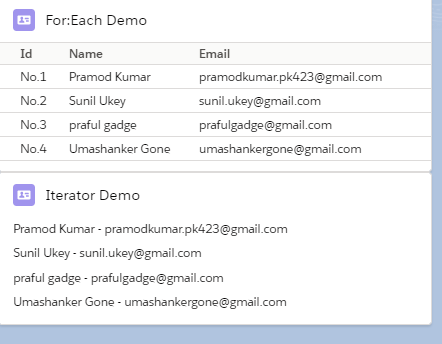 For:Each Demo
Id Name Email
No.1 Pramod Kumar pramodkumar.pk423@gmail.com
No.2 Sunil Ukey sunil.ukey@gmail.com
No.3 praful gadge prafulgadge@gmail.com
No.4 Umashanker Gone umashankergone@gmail.com
Iterator Demo
Pramod Kumar - pramodkumar.pk423@gmail.com
Sunil Ukey - sunil.ukey@gmail.com
praful gadge - prafulgadge@gmail.com
Umashanker Gone - umashankergone@gmail.com